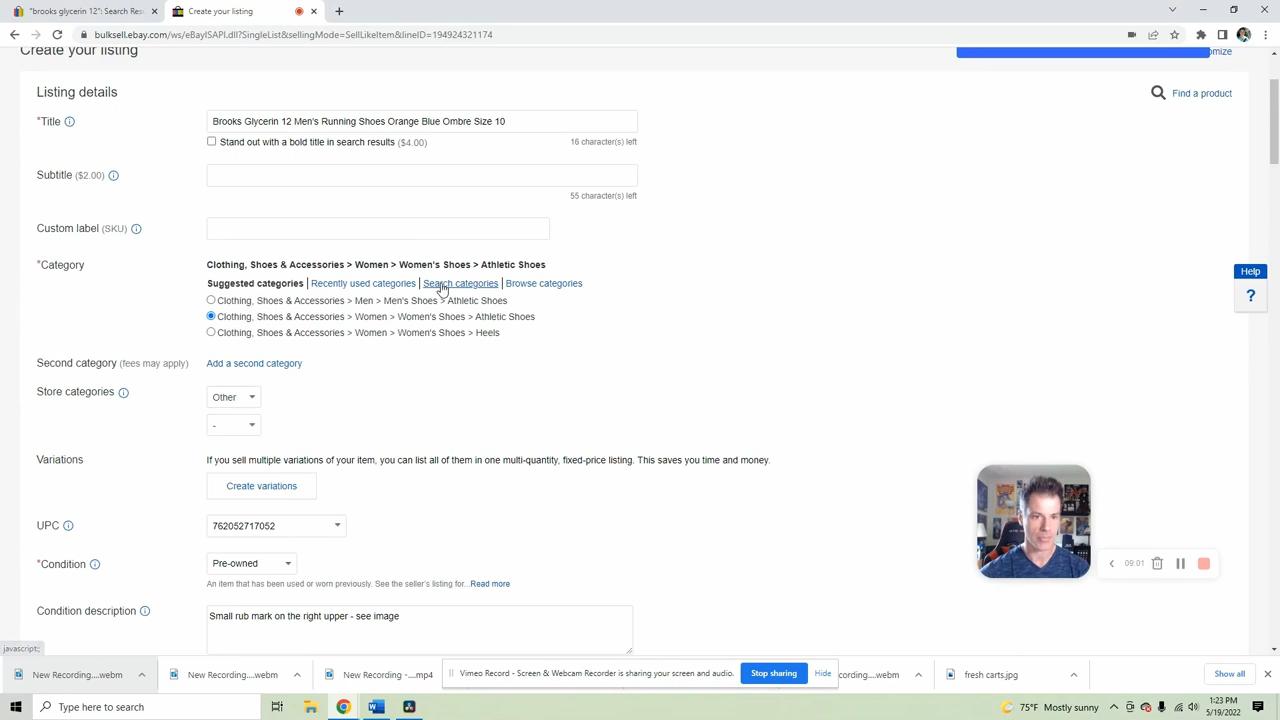 "brooks glycerin 12": Search Resu
Create your listing
bulksell.ebay.com/ws/eBayISAPI.dll?SingleList&sellingMode=SellLikeItem&lineID=194924321174
Create your listing
omize
Listing details
Find a product
*Title
Brooks Glycerin 12 Men's Running Shoes Orange Blue Ombre Size 10
Stand out with a bold title in search results ($4.00)
16 character(s) left
Subtitle ($2.00)
55 character(s) left
Custom label (SKU)
*Category
Clothing, Shoes & Accessories > Women > Women's Shoes > Athletic Shoes
Suggested categories | Recently used categories | Search categories | Browse categories
Clothing, Shoes & Accessories > Men > Men's Shoes > Athletic Shoes
Clothing, Shoes & Accessories > Women > Women's Shoes > Athletic Shoes
Clothing, Shoes & Accessories > Women > Women's Shoes > Heels
Help
?
Second category (fees may apply)
Add a second category
Store categories
Other
-
Variations
If you sell multiple variations of your item, you can list all of them in one multi-quantity, fixed-price listing. This saves you time and money.
Create variations
UPC
762052717052
*Condition
Pre-owned
An item that has been used or worn previously. See the seller's listing for...Read more
09:01
Condition description
Small rub mark on the right upper - see image
javascript:;
New Recording....webm
New Recording....webm
New Recording -....mp4
Vimeo Record - Screen & Webcam Recorder is sharing your screen and audio.
Stop sharing
Hide
cording....webm
fresh carts.jpg
Show all
Type here to search
75°F Mostly sunny
1:23 PM
5/19/2022